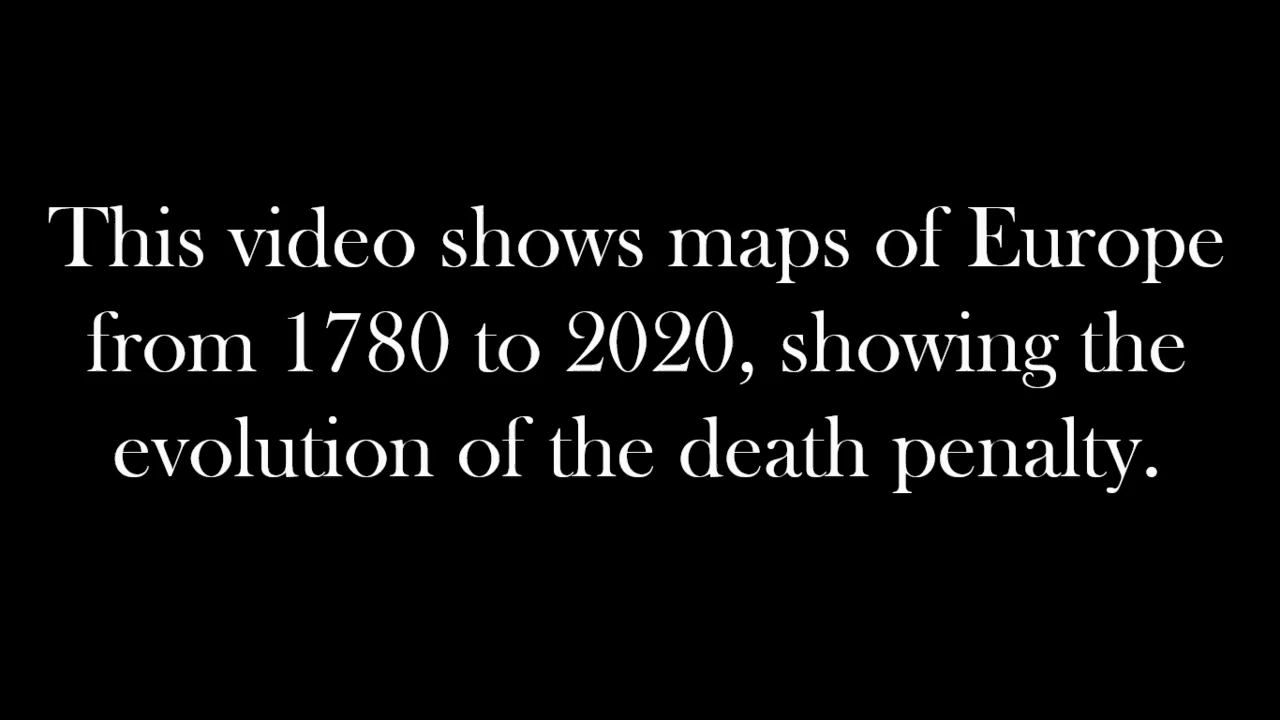 This video shows maps of Europe
from 1780 to 2020, showing the
evolution of the death penalty.